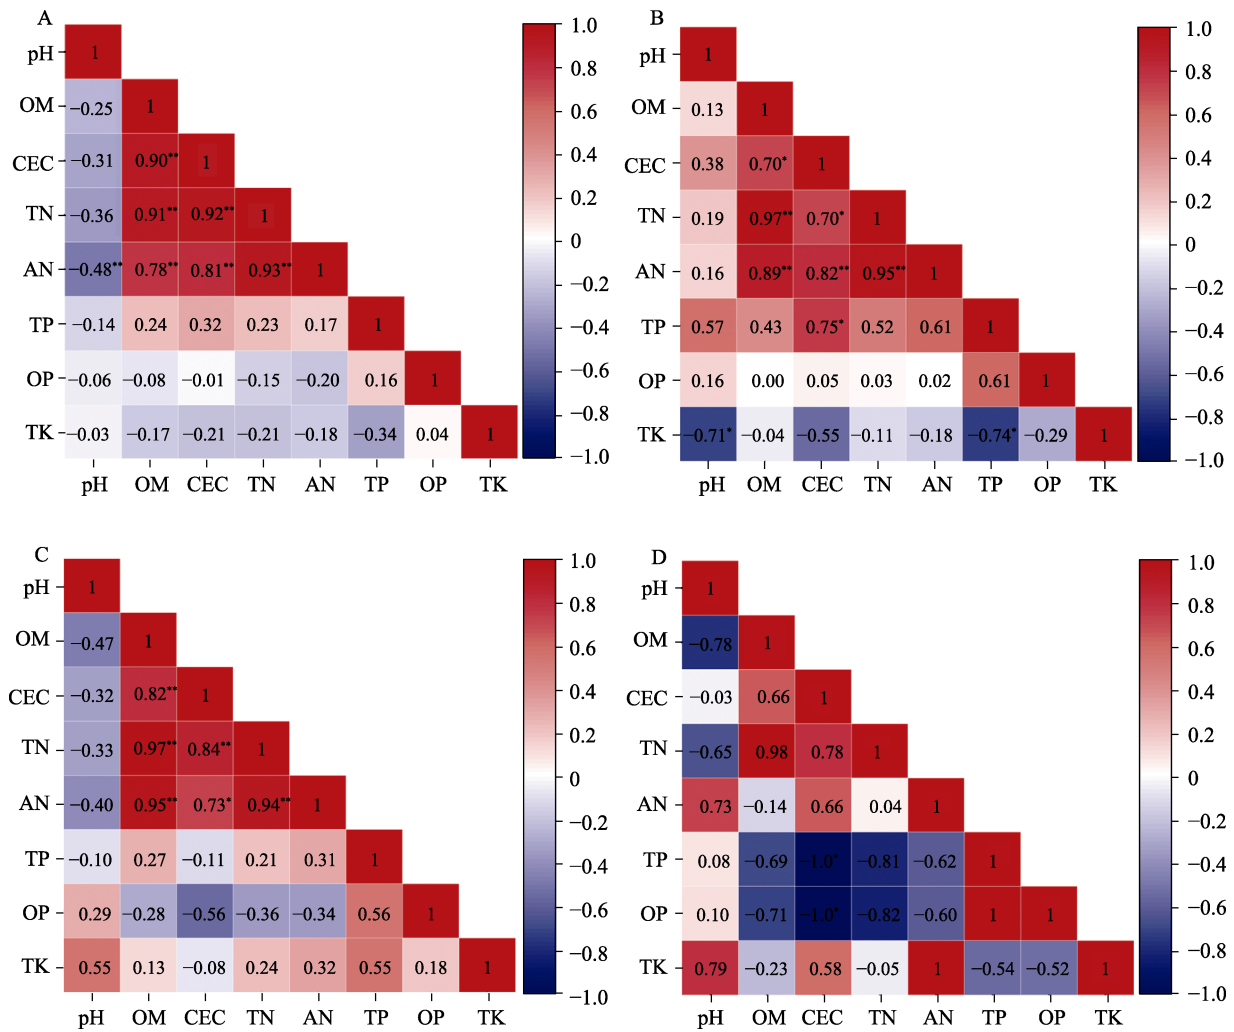 A
pH 1
OM −0.25 1
CEC −0.31 0.90** 1
TN −0.36 0.91** 0.92** 1
AN −0.48** 0.78** 0.81** 0.93** 1
TP −0.14 0.24 0.32 0.23 0.17 1
OP −0.06 −0.08 −0.01 −0.15 −0.20 0.16 1
TK −0.03 −0.17 −0.21 −0.21 −0.18 −0.34 0.04 1
pH OM CEC TN AN TP OP TK
1.0
0.8
0.6
0.4
0.2
0
−0.2
−0.4
−0.6
−0.8
−1.0
B
pH 1
OM 0.13 1
CEC 0.38 0.70* 1
TN 0.19 0.97** 0.70* 1
AN 0.16 0.89** 0.82** 0.95** 1
TP 0.57 0.43 0.75* 0.52 0.61 1
OP 0.16 0.00 0.05 0.03 0.02 0.61 1
TK −0.71* −0.04 −0.55 −0.11 −0.18 −0.74* −0.29 1
pH OM CEC TN AN TP OP TK
1.0
0.8
0.6
0.4
0.2
0
−0.2
−0.4
−0.6
−0.8
−1.0
C
pH 1
OM −0.47 1
CEC −0.32 0.82** 1
TN −0.33 0.97** 0.84** 1
AN −0.40 0.95** 0.73* 0.94** 1
TP −0.10 0.27 −0.11 0.21 0.31 1
OP 0.29 −0.28 −0.56 −0.36 −0.34 0.56 1
TK 0.55 0.13 −0.08 0.24 0.32 0.55 0.18 1
pH OM CEC TN AN TP OP TK
1.0
0.8
0.6
0.4
0.2
0
−0.2
−0.4
−0.6
−0.8
−1.0
D
pH 1
OM −0.78 1
CEC −0.03 0.66 1
TN −0.65 0.98 0.78 1
AN 0.73 −0.14 0.66 0.04 1
TP 0.08 −0.69 −1.0* −0.81 −0.62 1
OP 0.10 −0.71 −1.0* −0.82 −0.60 1 1
TK 0.79 −0.23 0.58 −0.05 1 −0.54 −0.52 1
pH OM CEC TN AN TP OP TK
1.0
0.8
0.6
0.4
0.2
0
−0.2
−0.4
−0.6
−0.8
−1.0